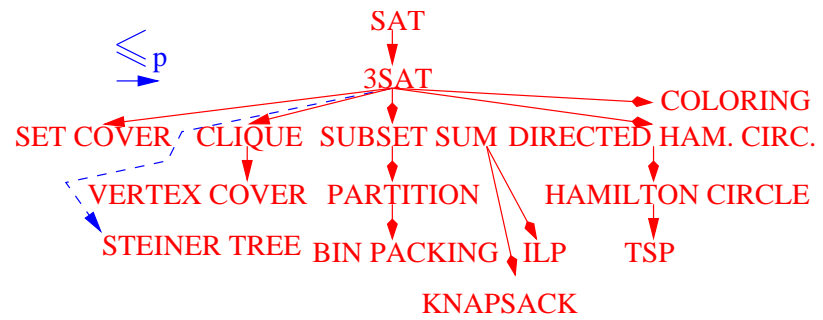 SAT
≤p
3SAT
COLORING
SET COVER CLIQUE SUBSET SUM DIRECTED HAM. CIRC.
VERTEX COVER PARTITION HAMILTON CIRCLE
STEINER TREE BIN PACKING ILP TSP
KNAPSACK